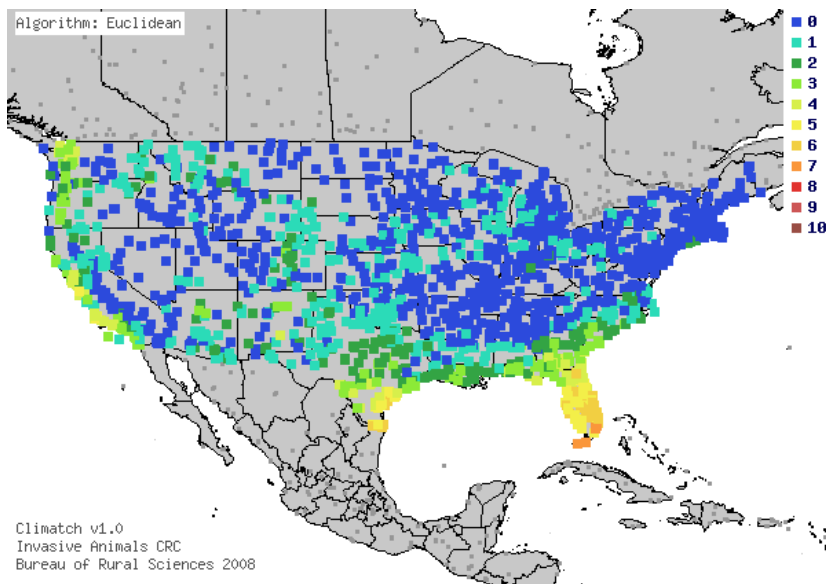 Algorithm: Euclidean
0
1
2
3
4
5
6
7
8
9
10
Climatch v1.0
Invasive Animals CRC
Bureau of Rural Sciences 2008